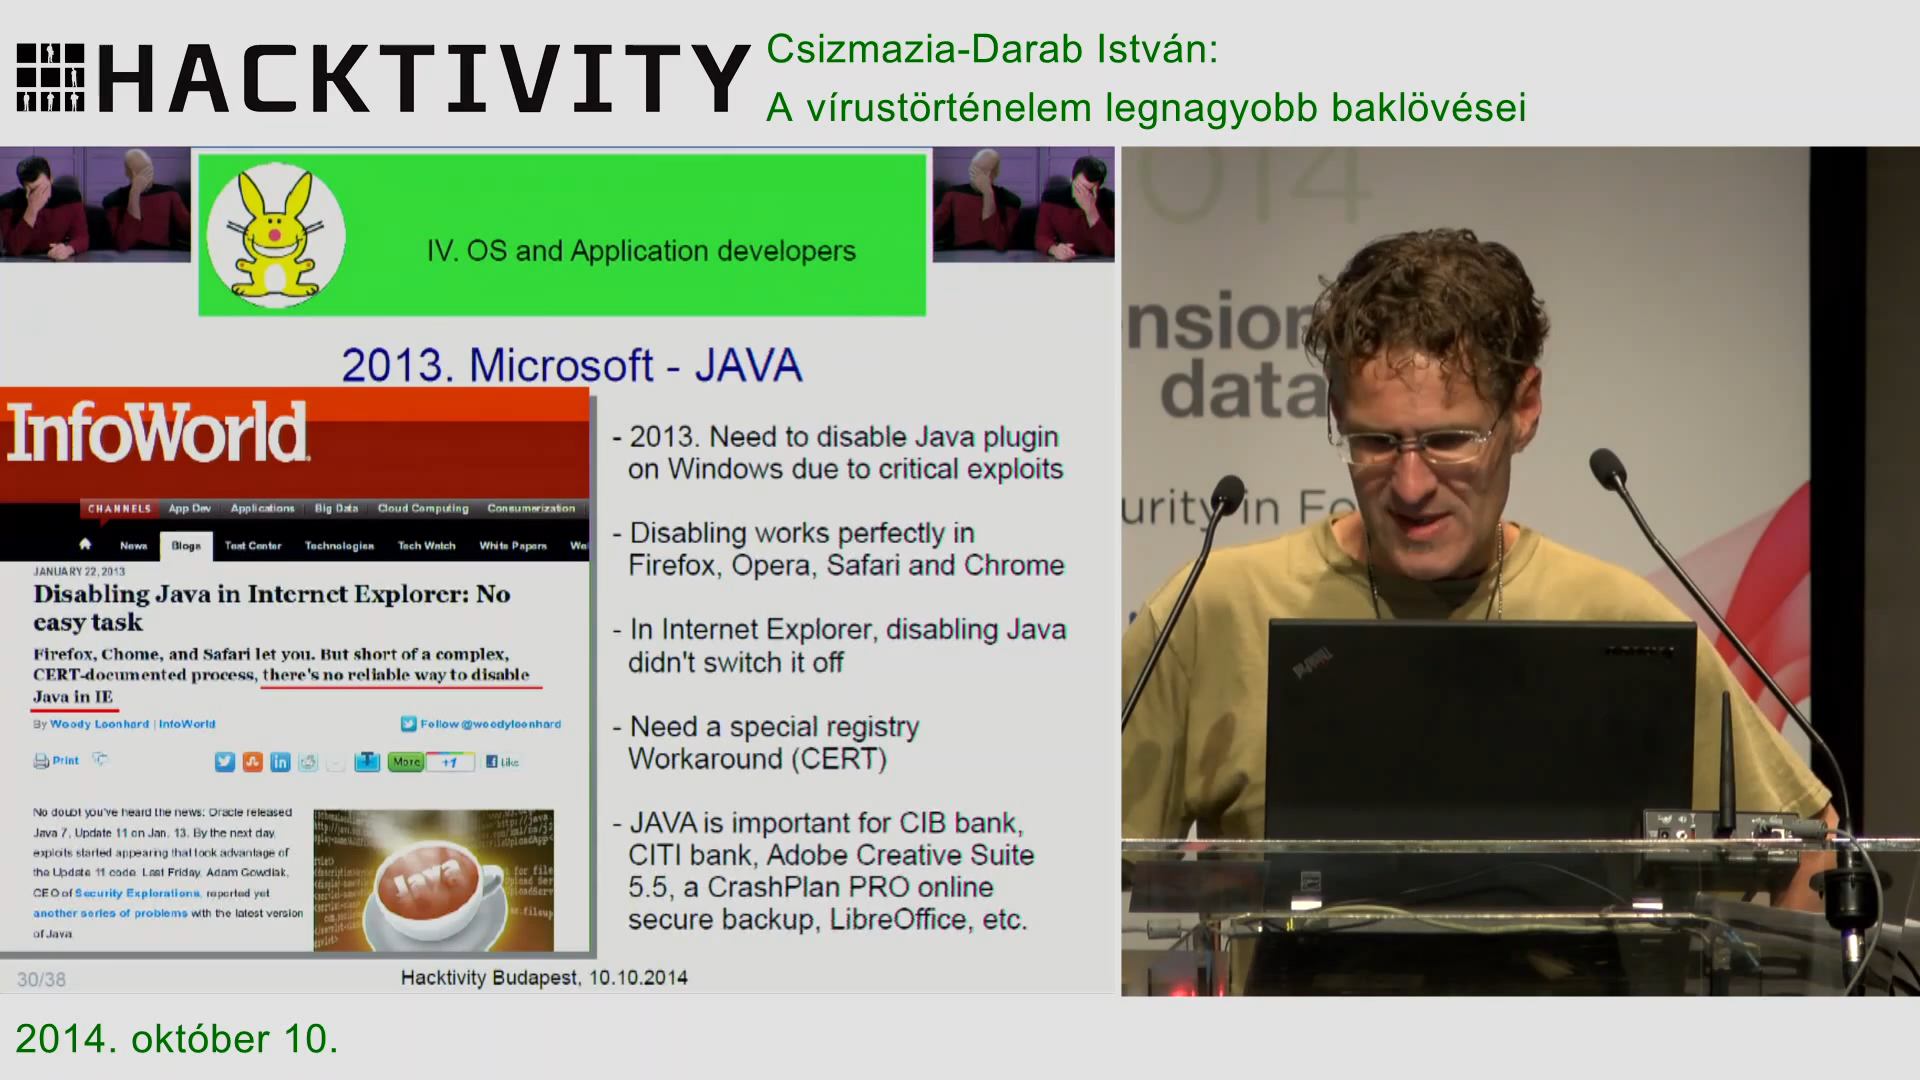 HACKTIVITY
Csizmazia-Darab István:
A vírustörténelem legnagyobb baklövései
IV. OS and Application developers
2013. Microsoft - JAVA
InfoWorld
CHANNELS App Dev Applications Big Data Cloud Computing Consumerization
News Blogs Test Center Technologies Tech Watch White Papers We
JANUARY 22, 2013
Disabling Java in Internet Explorer: No
easy task
Firefox, Chome, and Safari let you. But short of a complex,
CERT-documented process, there's no reliable way to disable
Java in IE
By Woody Leonhard | InfoWorld
Follow @woodyleonhard
Print
More
+1
Like
No doubt you've heard the news: Oracle released
Java 7, Update 11 on Jan. 13. By the next day,
exploits started appearing that took advantage of
the Update 11 code. Last Friday, Adam Gowdiak,
CEO of Security Explorations, reported yet
another series of problems with the latest version
of Java.
Java
- 2013. Need to disable Java plugin
on Windows due to critical exploits
- Disabling works perfectly in
Firefox, Opera, Safari and Chrome
- In Internet Explorer, disabling Java
didn't switch it off
- Need a special registry
Workaround (CERT)
- JAVA is important for CIB bank,
CITI bank, Adobe Creative Suite
5.5, a CrashPlan PRO online
secure backup, LibreOffice, etc.
30/38
Hacktivity Budapest, 10.10.2014
014
nsion
data
urity in Fo
ThinkPad
2014. október 10.